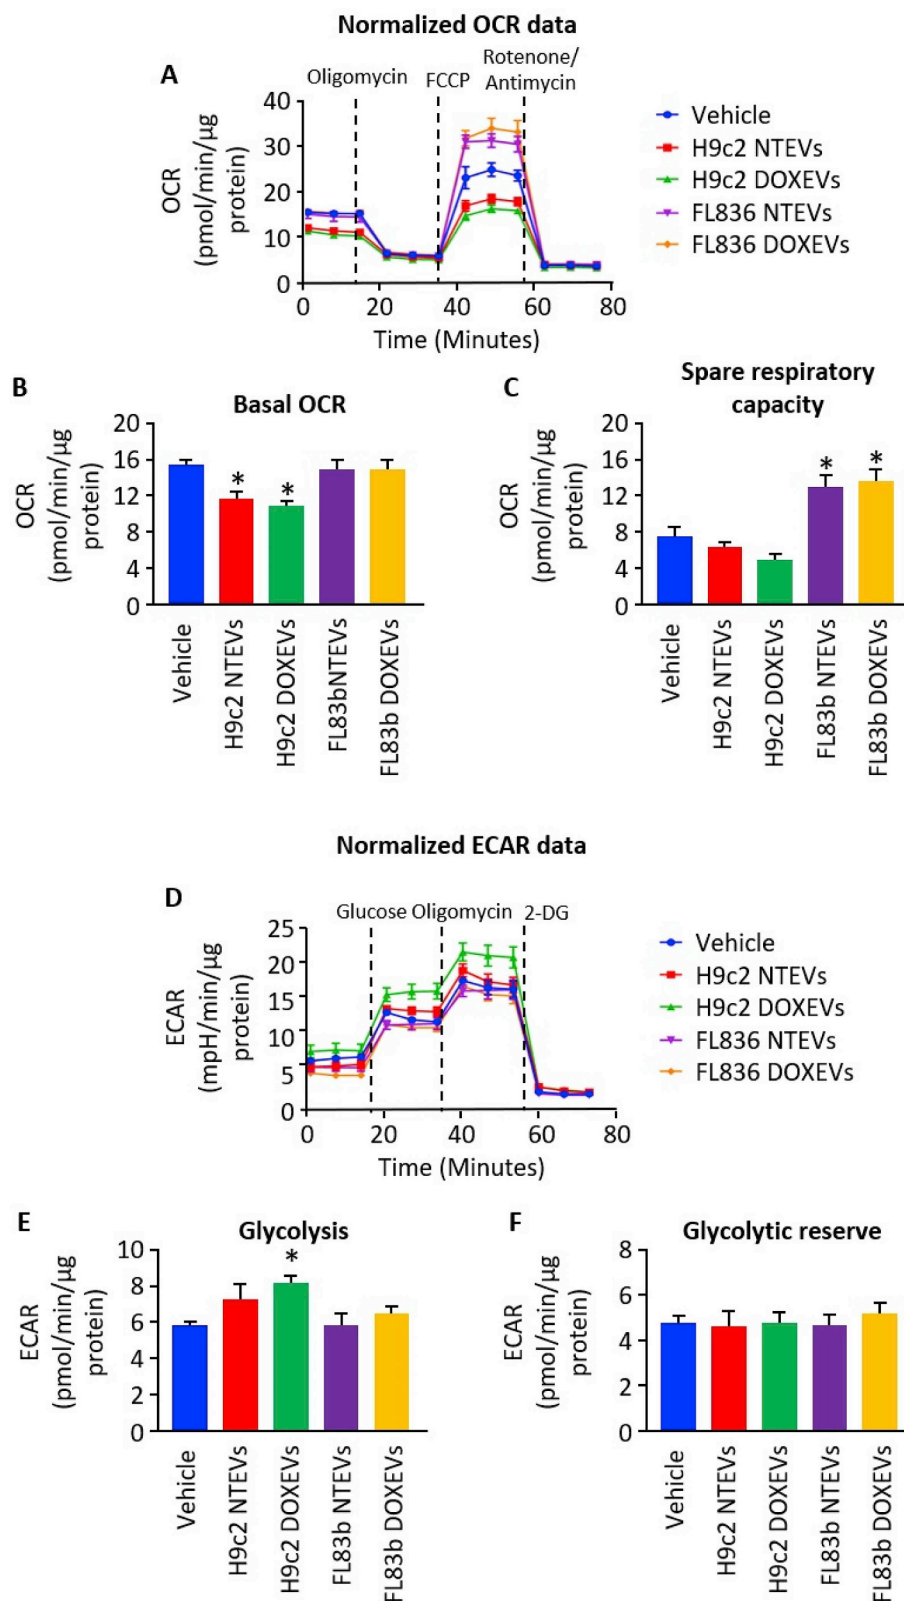 Normalized OCR data
A
Oligomycin
FCCP
Rotenone/
Antimycin
OCR
(pmol/min/µg
protein)
40
30
20
10
0
0 20 40 60 80
Time (Minutes)
Vehicle
H9c2 NTEVs
H9c2 DOXEVs
FL836 NTEVs
FL836 DOXEVs
B
Basal OCR
OCR
(pmol/min/µg
protein)
20
16
12
8
4
0
*
*
Vehicle
H9c2 NTEVs
H9c2 DOXEVs
FL83bNTEVs
FL83b DOXEVs
C
Spare respiratory
capacity
OCR
(pmol/min/µg
protein)
20
16
12
8
4
0
*
*
Vehicle
H9c2 NTEVs
H9c2 DOXEVs
FL83b NTEVs
FL83b DOXEVs
Normalized ECAR data
D
Glucose Oligomycin 2-DG
ECAR
(mpH/min/µg
protein)
25
20
15
10
5
0
0 20 40 60 80
Time (Minutes)
Vehicle
H9c2 NTEVs
H9c2 DOXEVs
FL836 NTEVs
FL836 DOXEVs
E
Glycolysis
ECAR
(pmol/min/µg
protein)
10
8
6
4
2
0
*
Vehicle
H9c2 NTEVs
H9c2 DOXEVs
FL83b NTEVs
FL83b DOXEVs
F
Glycolytic reserve
ECAR
(pmol/min/µg
protein)
8
6
4
2
0
Vehicle
H9c2 NTEVs
H9c2 DOXEVs
FL83b NTEVs
FL83b DOXEVs